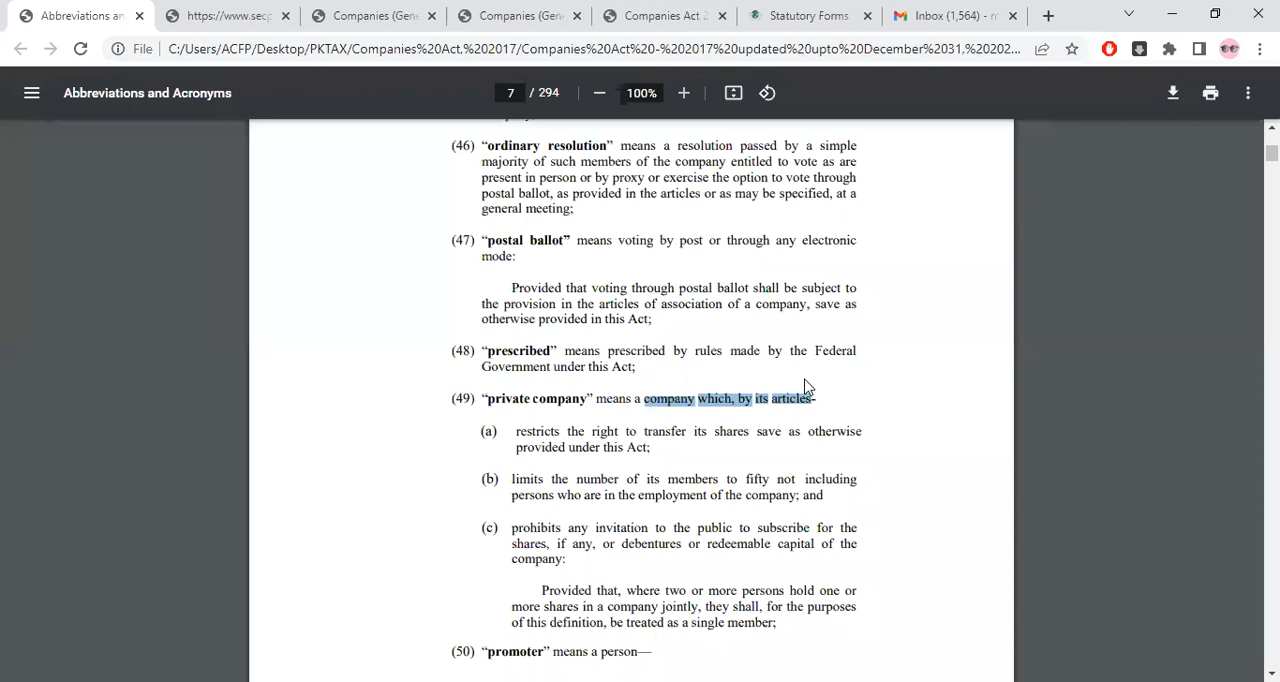 Abbreviations an
https://www.secp
Companies (Gene
Companies (Gene
Companies Act 2
Statutory Forms
Inbox (1,564) - n
File
C:/Users/ACFP/Desktop/PKTAX/Companies%20Act,%202017/Companies%20Act%20-%202017%20updated%20upto%20December%2031,%20202...
Abbreviations and Acronyms
7 / 294
100%
(46) “ordinary resolution” means a resolution passed by a simple
majority of such members of the company entitled to vote as are
present in person or by proxy or exercise the option to vote through
postal ballot, as provided in the articles or as may be specified, at a
general meeting;
(47) “postal ballot” means voting by post or through any electronic
mode:
Provided that voting through postal ballot shall be subject to
the provision in the articles of association of a company, save as
otherwise provided in this Act;
(48) “prescribed” means prescribed by rules made by the Federal
Government under this Act;
(49) “private company” means a company which, by its articles-
(a) restricts the right to transfer its shares save as otherwise
provided under this Act;
(b) limits the number of its members to fifty not including
persons who are in the employment of the company; and
(c) prohibits any invitation to the public to subscribe for the
shares, if any, or debentures or redeemable capital of the
company:
Provided that, where two or more persons hold one or
more shares in a company jointly, they shall, for the purposes
of this definition, be treated as a single member;
(50) “promoter” means a person—